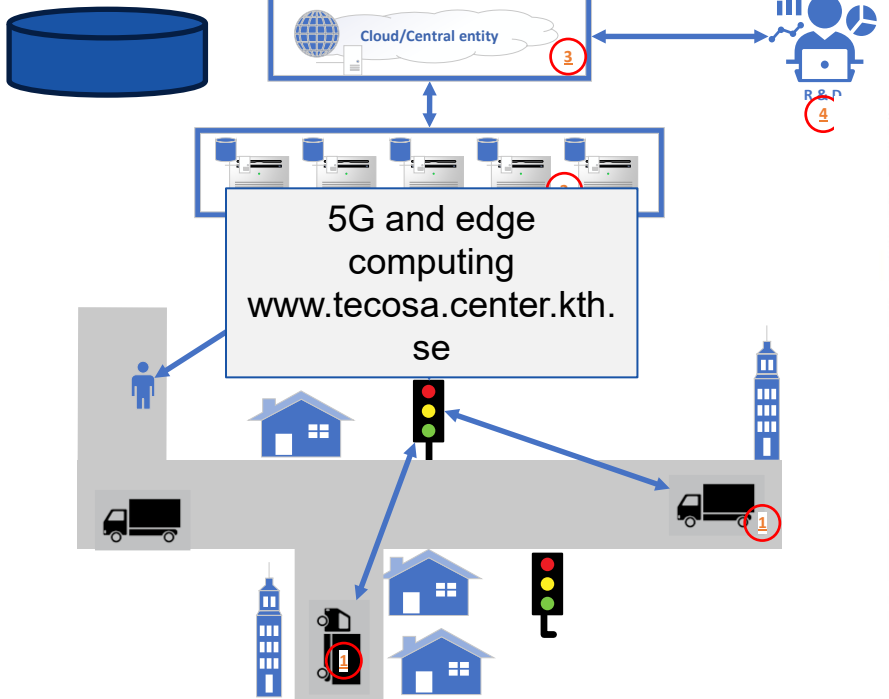 Cloud/Central entity
3
R & D
4
5G and edge
computing
www.tecosa.center.kth.
se
1
1